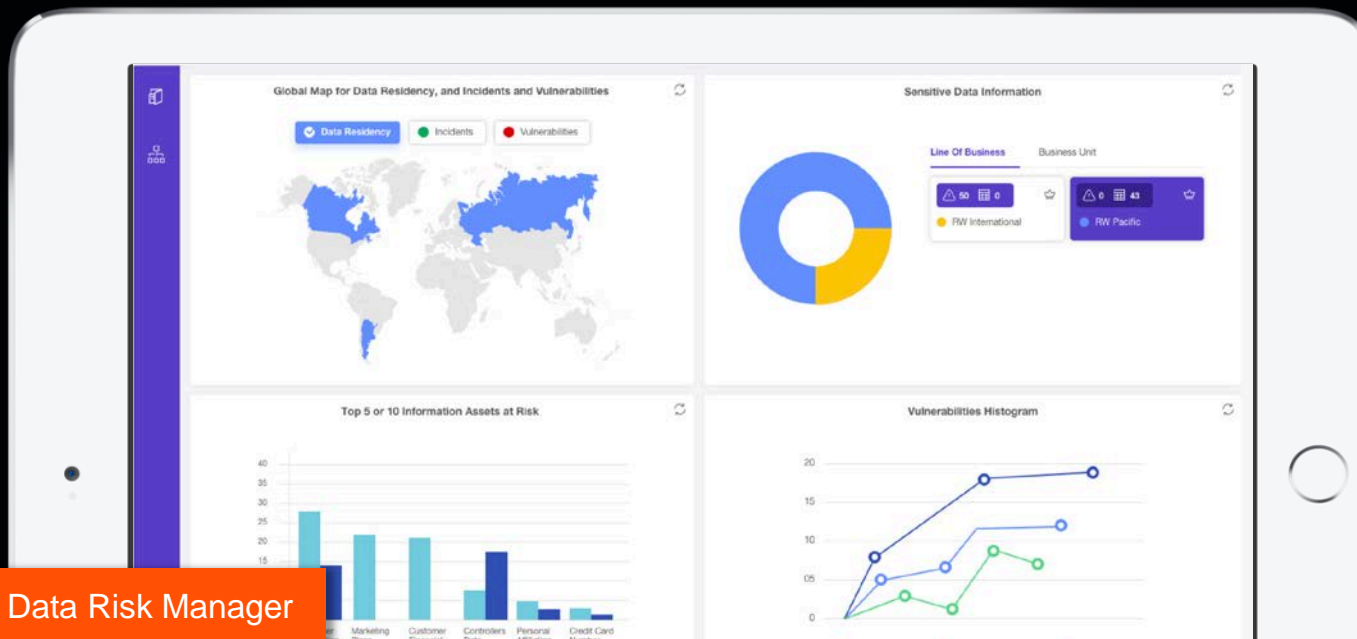 Global Map for Data Residency, and Incidents and Vulnerabilities
Data Residency
Incidents
Vulnerabilities
Sensitive Data Information
Line Of Business
Business Unit
50
0
RW International
0
43
RW Pacific
Top 5 or 10 Information Assets at Risk
40
35
30
25
20
15
Marketing
Customer
Controllers
Personal
Credit Card
Vulnerabilities Histogram
20
15
10
05
0
Data Risk Manager